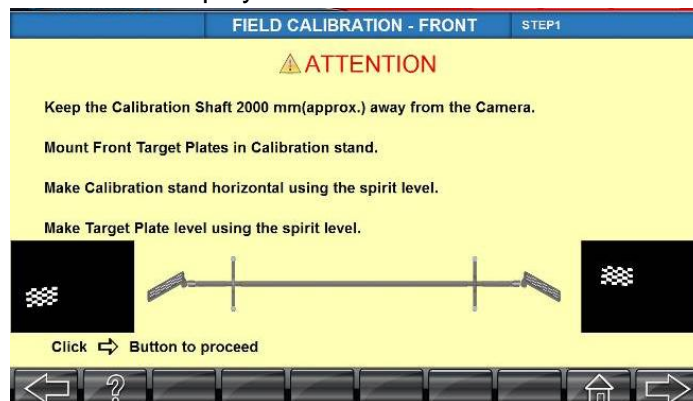 FIELD CALIBRATION - FRONT STEP1
ATTENTION
Keep the Calibration Shaft 2000 mm(approx.) away from the Camera.
Mount Front Target Plates in Calibration stand.
Make Calibration stand horizontal using the spirit level.
Make Target Plate level using the spirit level.
Click ⇨ Button to proceed
?